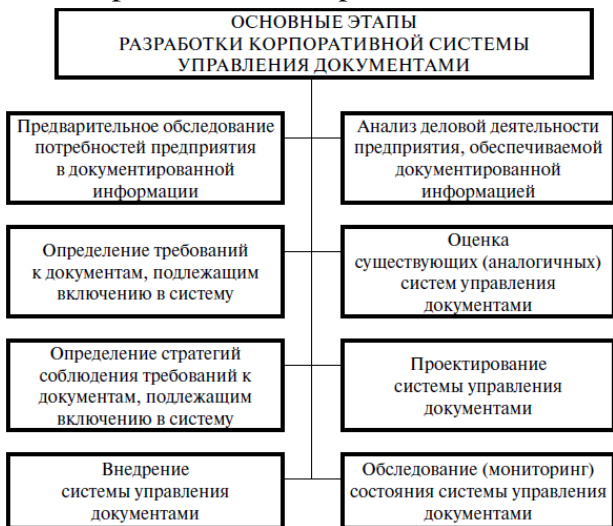 ОСНОВНЫЕ ЭТАПЫ
РАЗРАБОТКИ КОРПОРАТИВНОЙ СИСТЕМЫ
УПРАВЛЕНИЯ ДОКУМЕНТАМИ
Предварительное обследование
потребностей предприятия
в документированной
информации
Анализ деловой деятельности
предприятия, обеспечиваемой
документированной
информацией
Определение требований
к документам, подлежащим
включению в систему
Оценка
существующих (аналогичных)
систем управления
документами
Определение стратегий
соблюдения требований к
документам, подлежащим
включению в систему
Проектирование
системы управления
документами
Внедрение
системы управления
документами
Обследование (мониторинг)
состояния системы управления
документами